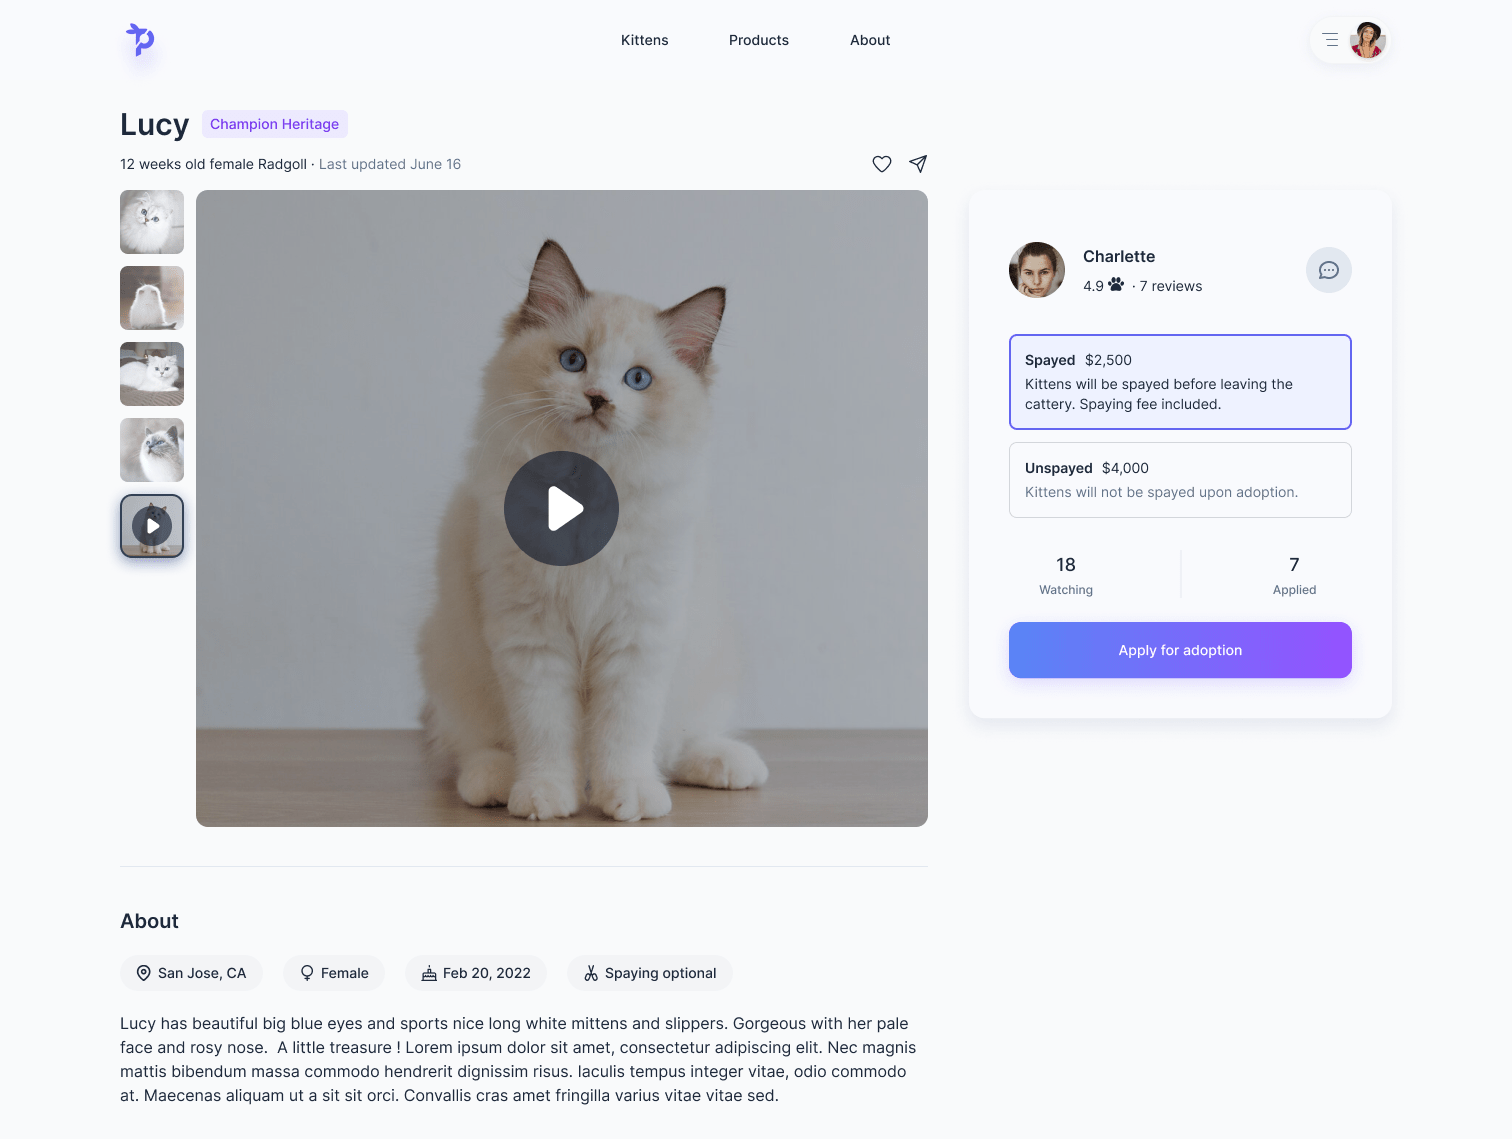 Kittens Products About
Lucy Champion Heritage
12 weeks old female Radgoll · Last updated June 16
Charlette
4.9 · 7 reviews
Spayed $2,500
Kittens will be spayed before leaving the
cattery. Spaying fee included.
Unspayed $4,000
Kittens will not be spayed upon adoption.
18 7
Watching Applied
Apply for adoption
About
San Jose, CA Female Feb 20, 2022 Spaying optional
Lucy has beautiful big blue eyes and sports nice long white mittens and slippers. Gorgeous with her pale
face and rosy nose.  A little treasure ! Lorem ipsum dolor sit amet, consectetur adipiscing elit. Nec magnis
mattis bibendum massa commodo hendrerit dignissim risus. Iaculis tempus integer vitae, odio commodo
at. Maecenas aliquam ut a sit sit orci. Convallis cras amet fringilla varius vitae vitae sed.